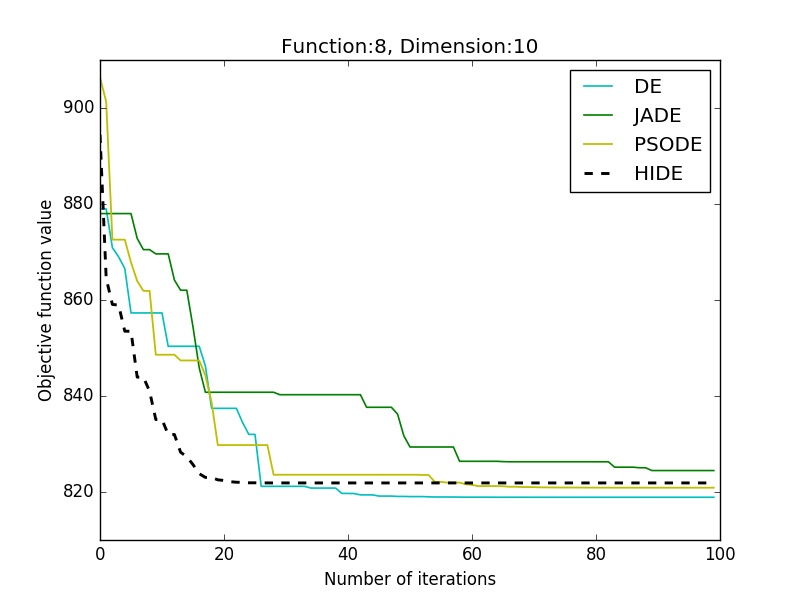 Function:8, Dimension:10
Objective function value
900
880
860
840
820
0 20 40 60 80 100
Number of iterations
DE
JADE
PSODE
HIDE